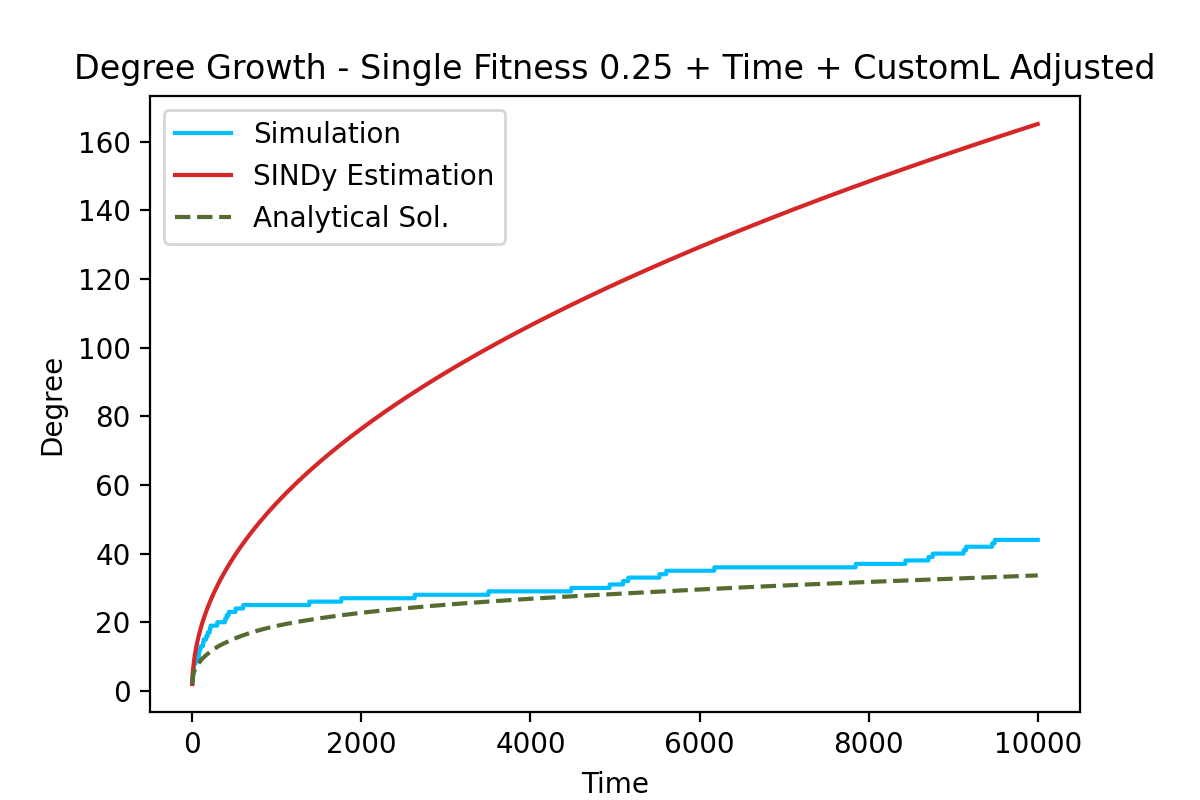 Degree Growth - Single Fitness 0.25 + Time + CustomL Adjusted
Simulation
SINDy Estimation
Analytical Sol.
160
140
120
100
80
60
40
20
0
Degree
0 2000 4000 6000 8000 10000
Time